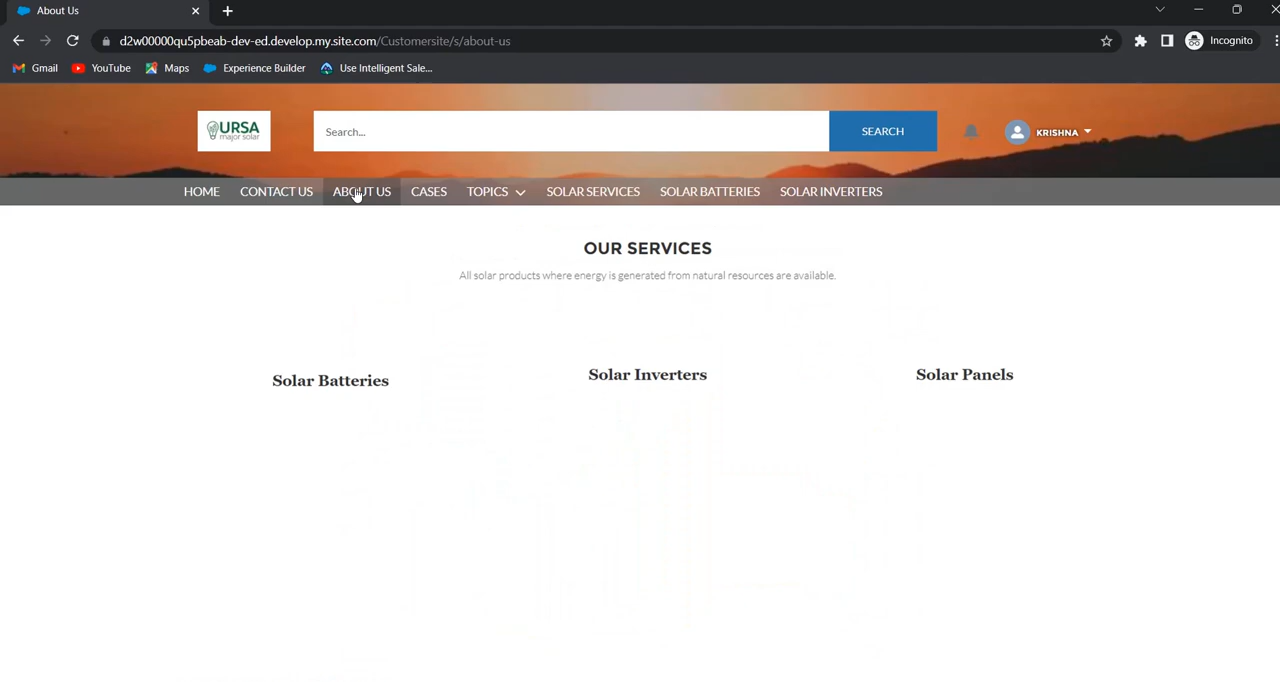 About Us
d2w00000qu5pbeab-dev-ed.develop.my.site.com/Customersite/s/about-us
Incognito
Gmail YouTube Maps Experience Builder Use Intelligent Sale...
URSA
major solar
Search...
SEARCH
KRISHNA
HOME CONTACT US ABOUT US CASES TOPICS SOLAR SERVICES SOLAR BATTERIES SOLAR INVERTERS
OUR SERVICES
All solar products where energy is generated from natural resources are available.
Solar Batteries Solar Inverters Solar Panels